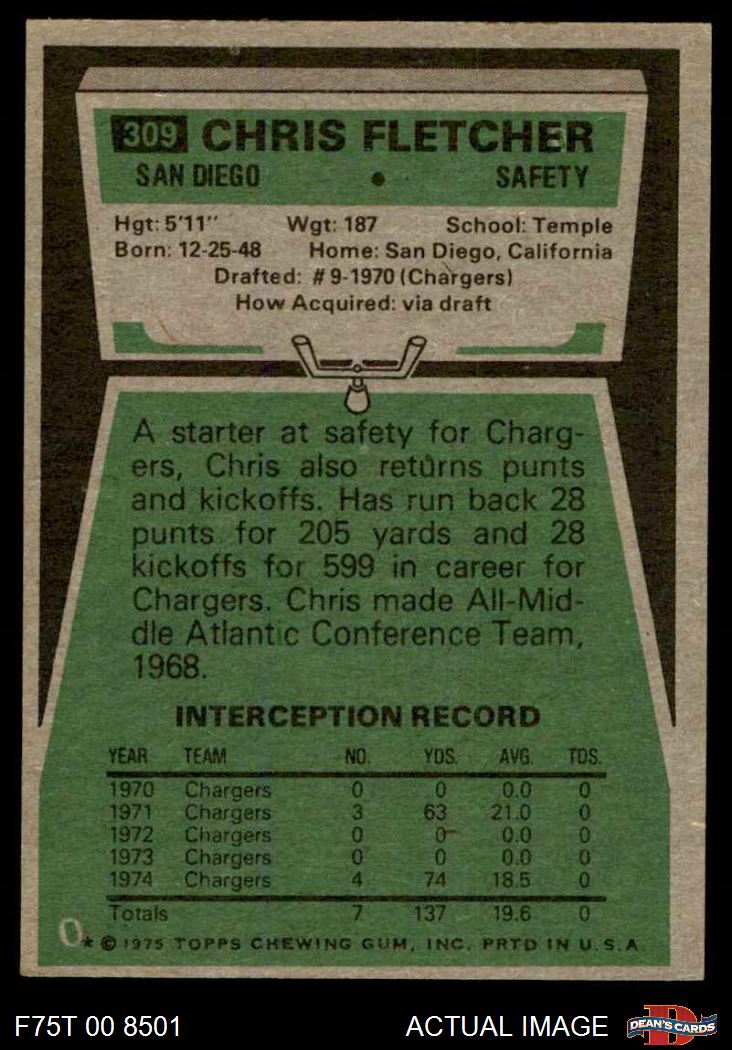 309 CHRIS FLETCHER
SAN DIEGO • SAFETY
Hgt: 5'11" Wgt: 187 School: Temple
Born: 12-25-48 Home: San Diego, California
Drafted: #9-1970 (Chargers)
How Acquired: via draft
A starter at safety for Charg-
ers, Chris also returns punts
and kickoffs. Has run back 28
punts for 205 yards and 28
kickoffs for 599 in career for
Chargers. Chris made All-Mid-
dle Atlantic Conference Team,
1968.
INTERCEPTION RECORD
YEAR TEAM NO. YDS. AVG. TDS.
1970 Chargers 0 0 0.0 0
1971 Chargers 3 63 21.0 0
1972 Chargers 0 0 0.0 0
1973 Chargers 0 0 0.0 0
1974 Chargers 4 74 18.5 0
Totals 7 137 19.6 0
0
* © 1975 TOPPS CHEWING GUM, INC. PRTD IN U.S.A.
F75T 00 8501 ACTUAL IMAGE D DEAN'S CARDS